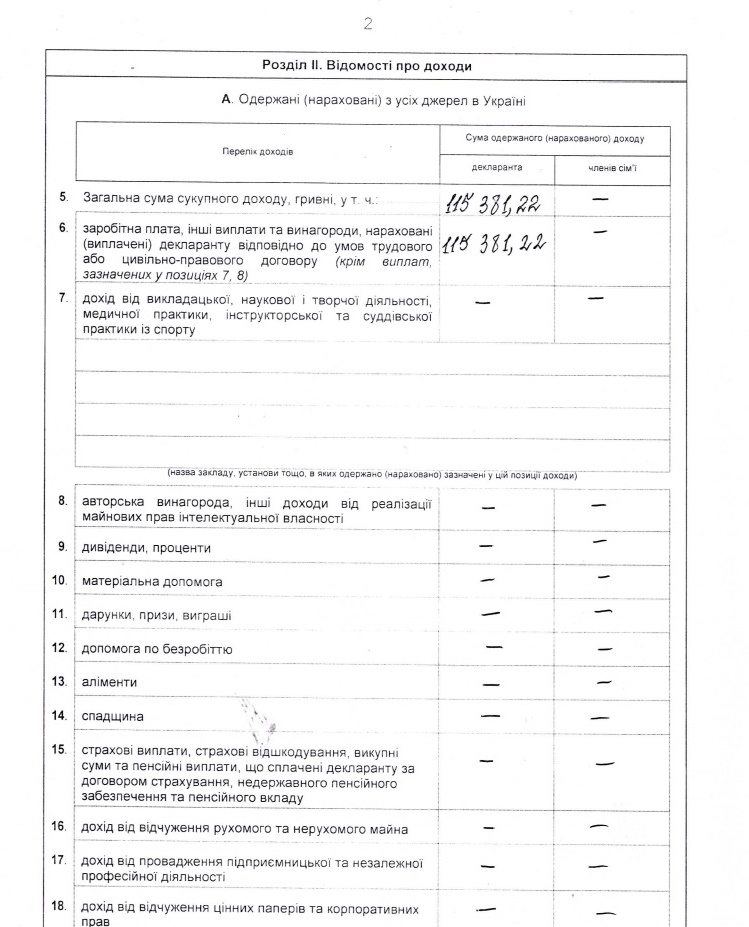 2
Розділ II. Відомості про доходи
А. Одержані (нараховані) з усіх джерел в Україні
Перелік доходів
Сума одержаного (нарахованого) доходу
декларанта
членів сім'ї
5. Загальна сума сукупного доходу, гривні, у т. ч.: 115 381,22 —
6. заробітна плата, інші виплати та винагороди, нараховані
(виплачені) декларанту відповідно до умов трудового
або цивільно-правового договору (крім виплат,
зазначених у позиціях 7, 8)
115 381,22 —
7. дохід від викладацької, наукової і творчої діяльності,
медичної практики, інструкторської та суддівської
практики із спорту
— —
(назва закладу, установи тощо, в яких одержано (нараховано) зазначені у цій позиції доходи)
8. авторська винагорода, інші доходи від реалізації
майнових прав інтелектуальної власності
— —
9. дивіденди, проценти — —
10. матеріальна допомога — —
11. дарунки, призи, виграші — —
12. допомога по безробіттю — —
13. аліменти — —
14. спадщина — —
15. страхові виплати, страхові відшкодування, викупні
суми та пенсійні виплати, що сплачені декларанту за
договором страхування, недержавного пенсійного
забезпечення та пенсійного вкладу
— —
16. дохід від відчуження рухомого та нерухомого майна — —
17. дохід від провадження підприємницької та незалежної
професійної діяльності
— —
18. дохід від відчуження цінних паперів та корпоративних
прав
— —